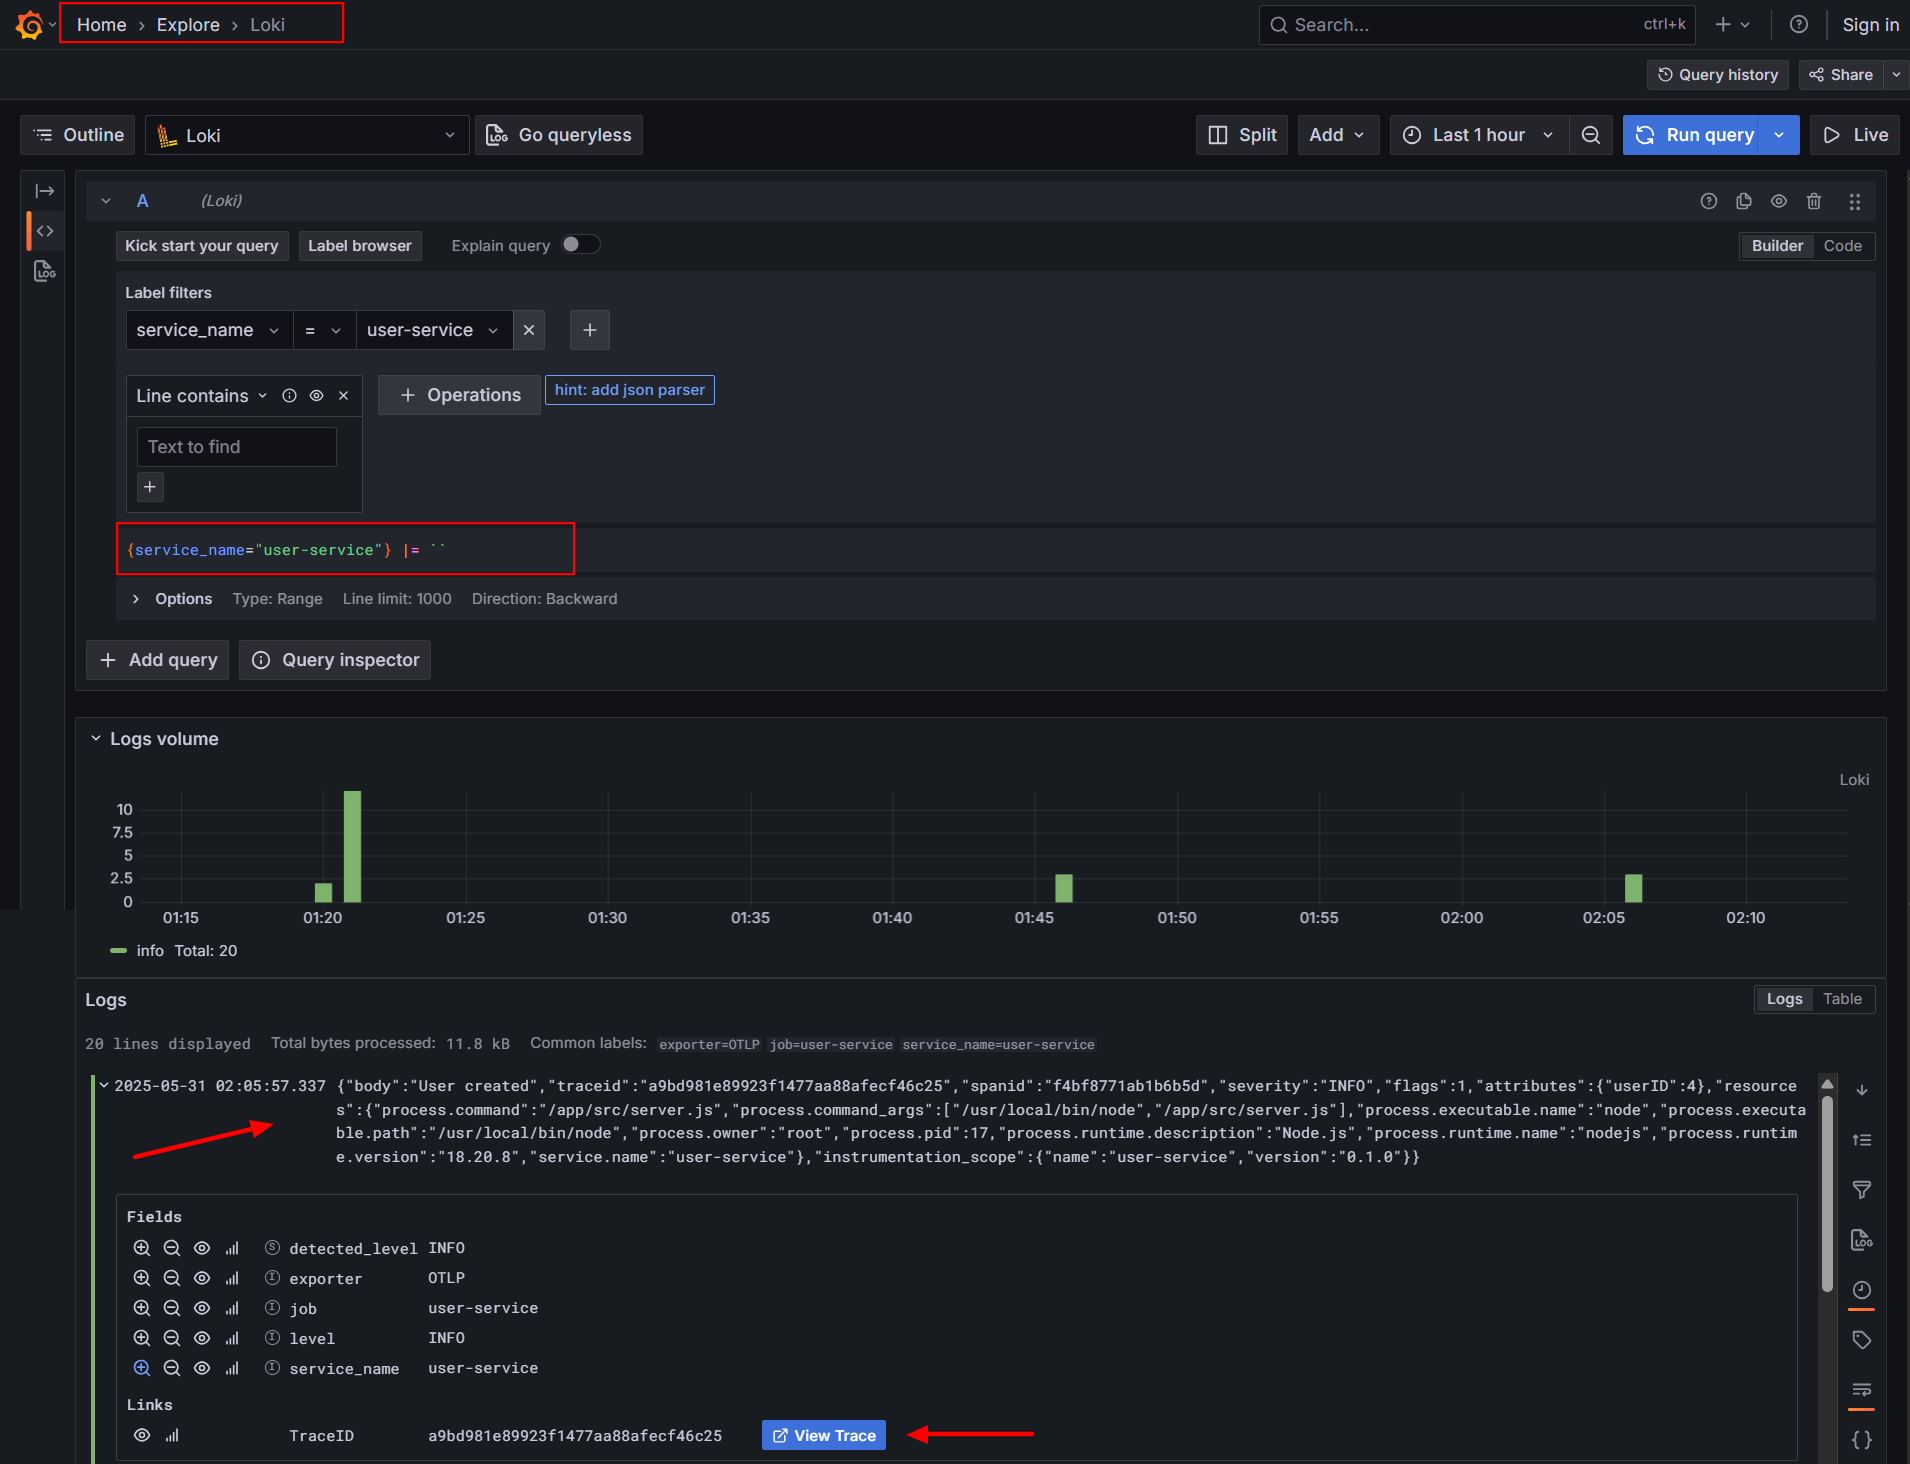 Home › Explore › Loki
Search... ctrl+k
Sign in
Query history
Share
Outline
Loki
Go queryless
Split
Add
Last 1 hour
Run query
Live
A (Loki)
Kick start your query
Label browser
Explain query
Builder Code
Label filters
service_name = user-service
Line contains
Operations
hint: add json parser
Text to find
{service_name="user-service"} |= ``
Options Type: Range Line limit: 1000 Direction: Backward
Add query
Query inspector
Logs volume
Loki
10
7.5
5
2.5
0
01:15 01:20 01:25 01:30 01:35 01:40 01:45 01:50 01:55 02:00 02:05 02:10
info Total: 20
Logs
Logs Table
20 lines displayed Total bytes processed: 11.8 kB Common labels: exporter=OTLP job=user-service service_name=user-service
2025-05-31 02:05:57.337 {"body":"User created","traceid":"a9bd981e89923f1477aa88afecf46c25","spanid":"f4bf8771ab1b6b5d","severity":"INFO","flags":1,"attributes":{"userID":4},"resource
s":{"process.command":"/app/src/server.js","process.command_args":["/usr/local/bin/node","/app/src/server.js"],"process.executable.name":"node","process.executa
ble.path":"/usr/local/bin/node","process.owner":"root","process.pid":17,"process.runtime.description":"Node.js","process.runtime.name":"nodejs","process.runtim
e.version":"18.20.8","service.name":"user-service"},"instrumentation_scope":{"name":"user-service","version":"0.1.0"}}
Fields
detected_level INFO
exporter OTLP
job user-service
level INFO
service_name user-service
Links
TraceID a9bd981e89923f1477aa88afecf46c25 View Trace